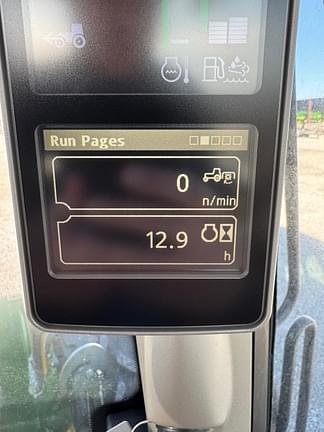 Run Pages
0
n/min
12.9
h